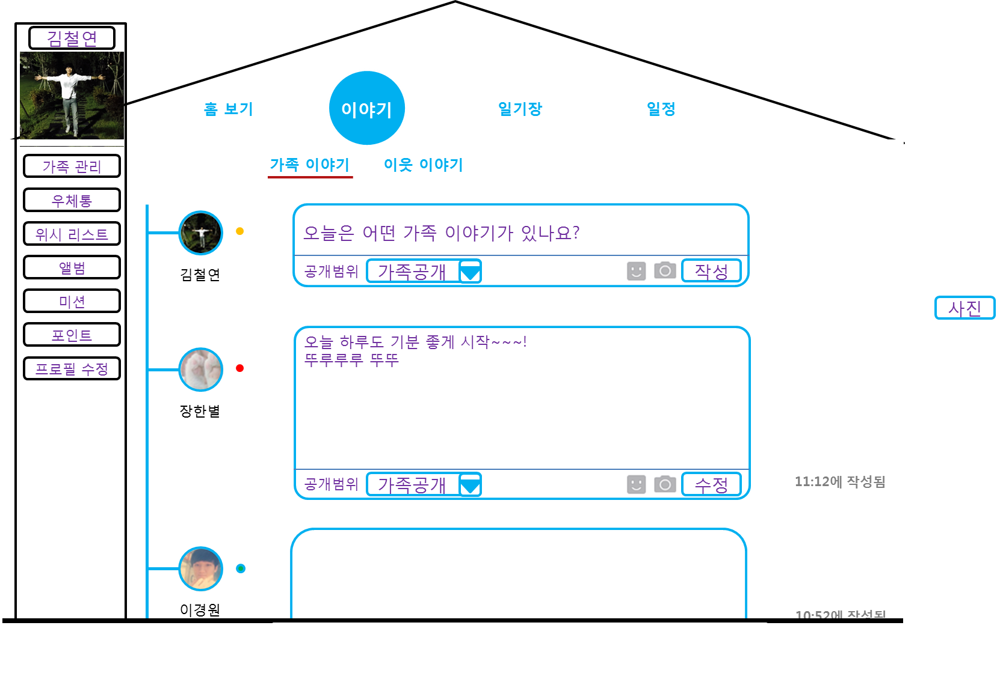 김철연
홈 보기
이야기
일기장
일정
가족 이야기
이웃 이야기
가족 관리
우체통
위시 리스트
앨범
미션
포인트
프로필 수정
김철연
오늘은 어떤 가족 이야기가 있나요?
공개범위
가족공개
작성
사진
장한별
오늘 하루도 기분 좋게 시작~~~!
뚜루루루 뚜뚜
공개범위
가족공개
수정
11:12에 작성됨
이경원
10:52에 작성됨